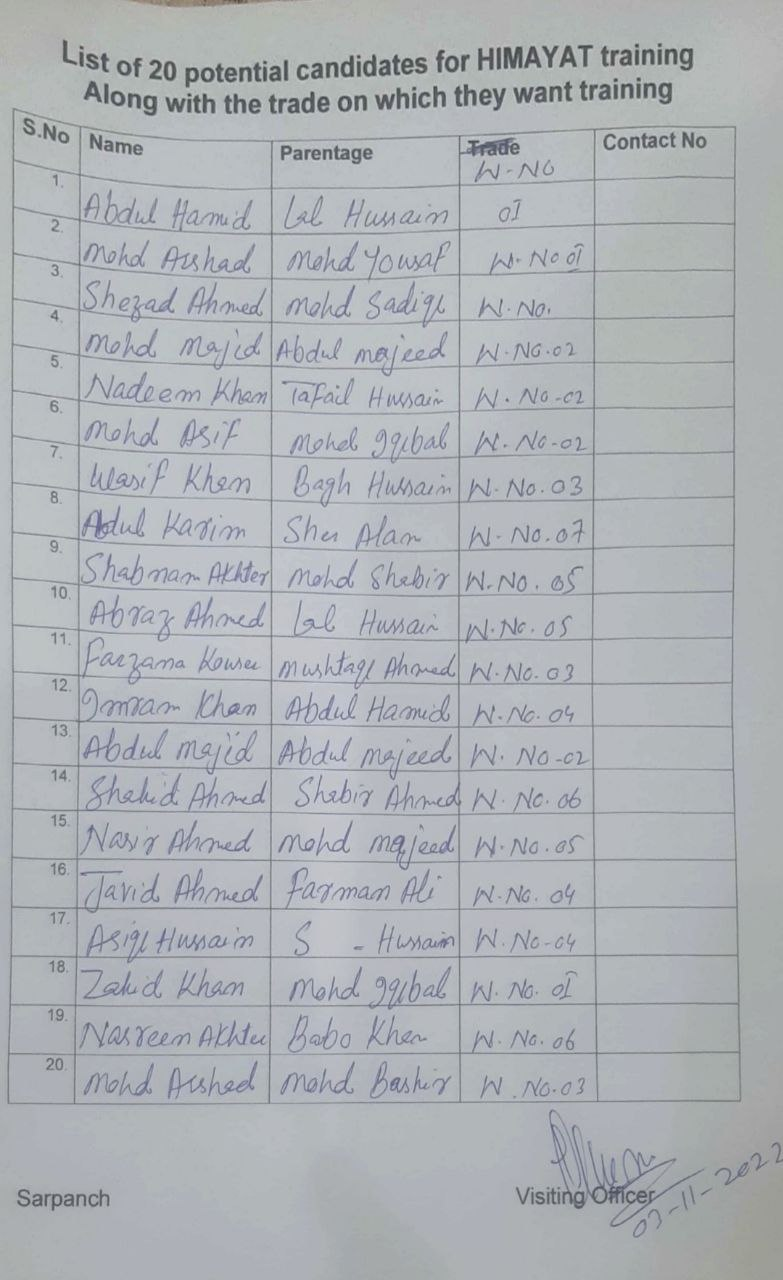 List of 20 potential candidates for HIMAYAT training
Along with the trade on which they want training
S.No Name Parentage Trade Contact No
W-NO
1. Abdul Hamid Lal Hussain 01
2. Mohd Arshad Mohd Yousaf W-No 01
3. Shezad Ahmed Mohd Sadiqe W.No.
4. Mohd Majid Abdul Majeed W.No.02
5. Nadeem Khan Tafail Hussain W.No-02
6. Mohd Asif Mohd Iqbal W.No-02
7. Wasif Khan Bagh Hussain W.No.03
8. Abdul Karim Sher Alam W-No.07
9. Shabnam Akhter Mohd Shabir W.No.05
10. Abraz Ahmed Lal Hussain W.No.05
11. Farzana Kouser Mushtaqe Ahmed W.No.03
12. Imran Khan Abdul Hamid W.No.04
13. Abdul Majid Abdul Majeed W.No-02
14. Shahid Ahmed Shabir Ahmed W.No.06
15. Nasir Ahmed Mohd Majeed W.No.05
16. Javid Ahmed Farman Ali W.No.04
17. Asiqe Hussain S - Hussain W.No-04
18. Zahid Khan Mohd Iqbal W.No.01
19. Nasreen Akhter Babo Khan W.No.06
20. Mohd Arshad Mohd Bashir W.No.03
Sarpanch Visiting Officer
03-11-2022